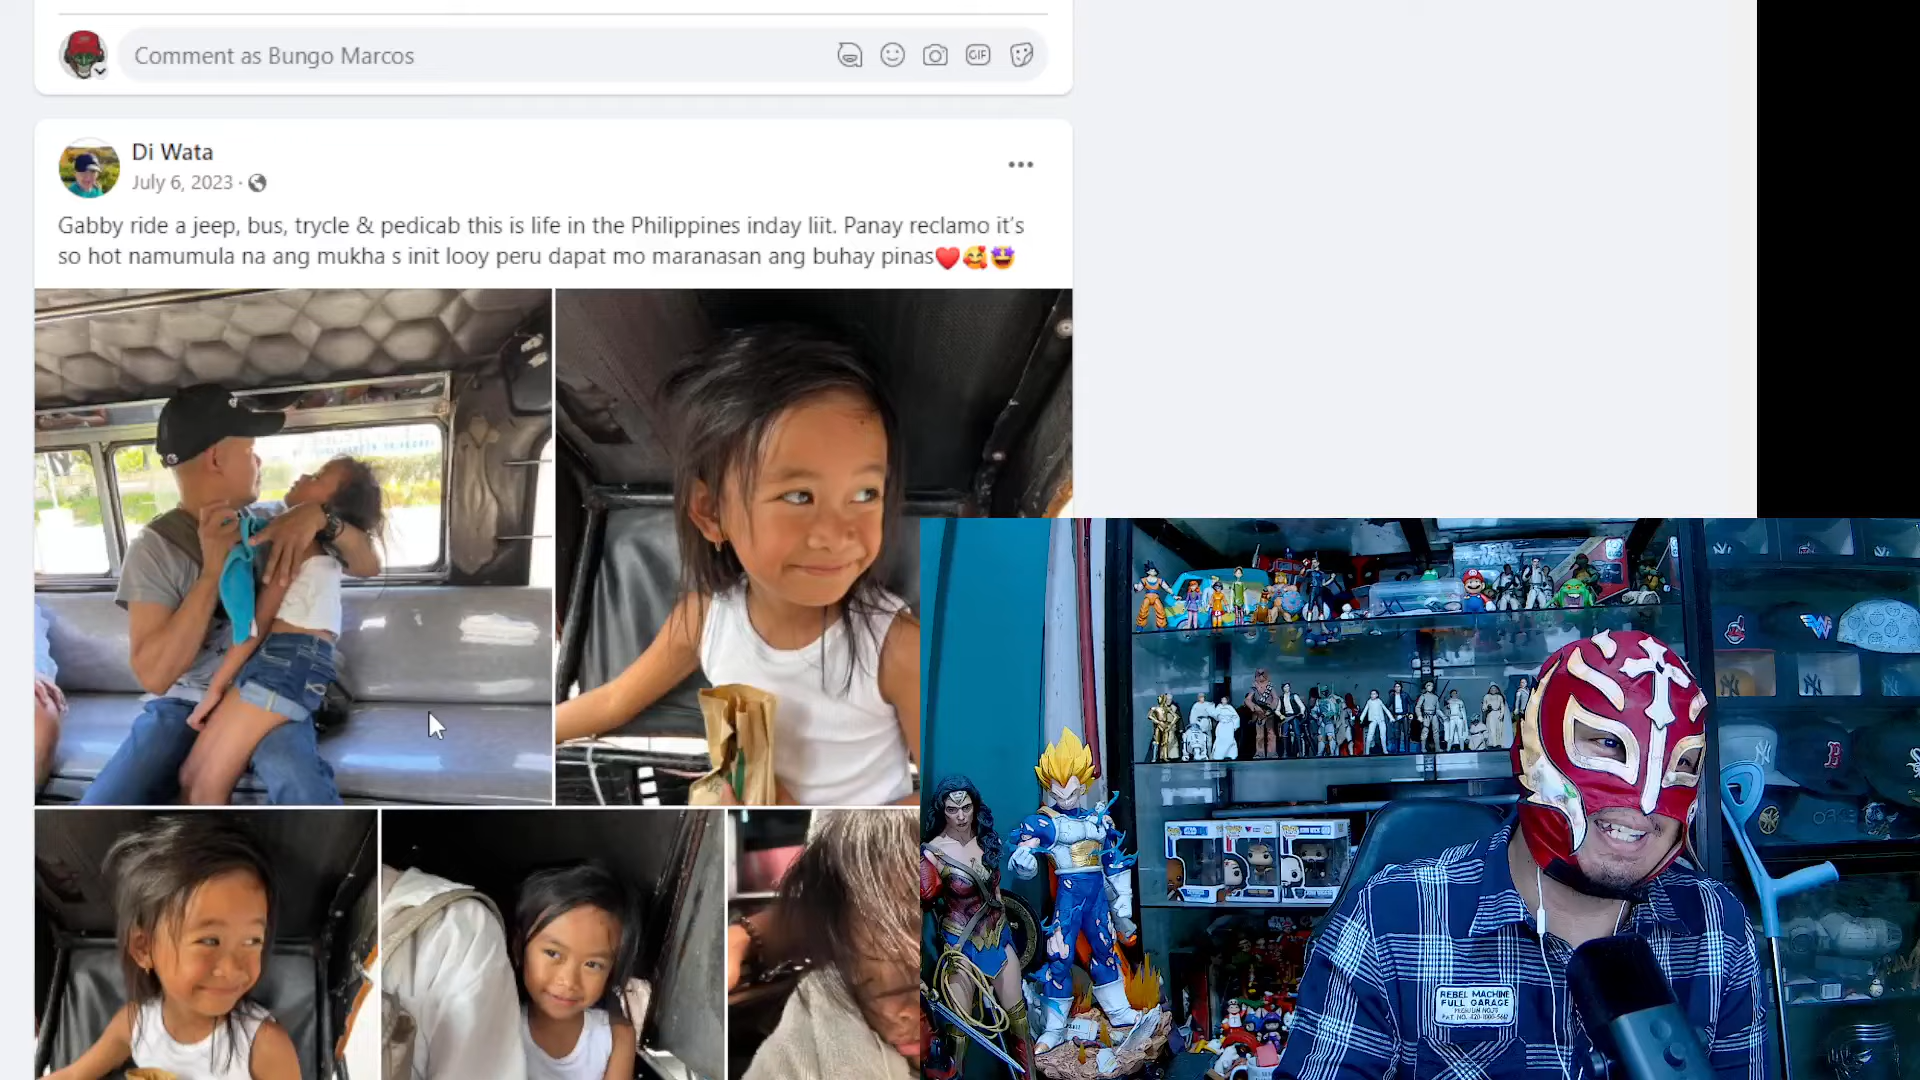 Comment as Bungo Marcos
GIF
Di Wata
July 6, 2023 ·
Gabby ride a jeep, bus, trycle & pedicab this is life in the Philippines inday liit. Panay reclamo it's
so hot namumula na ang mukha s init looy peru dapat mo maranasan ang buhay pinas❤️🥰🤩
REBEL MACHINE
FULL GARAGE